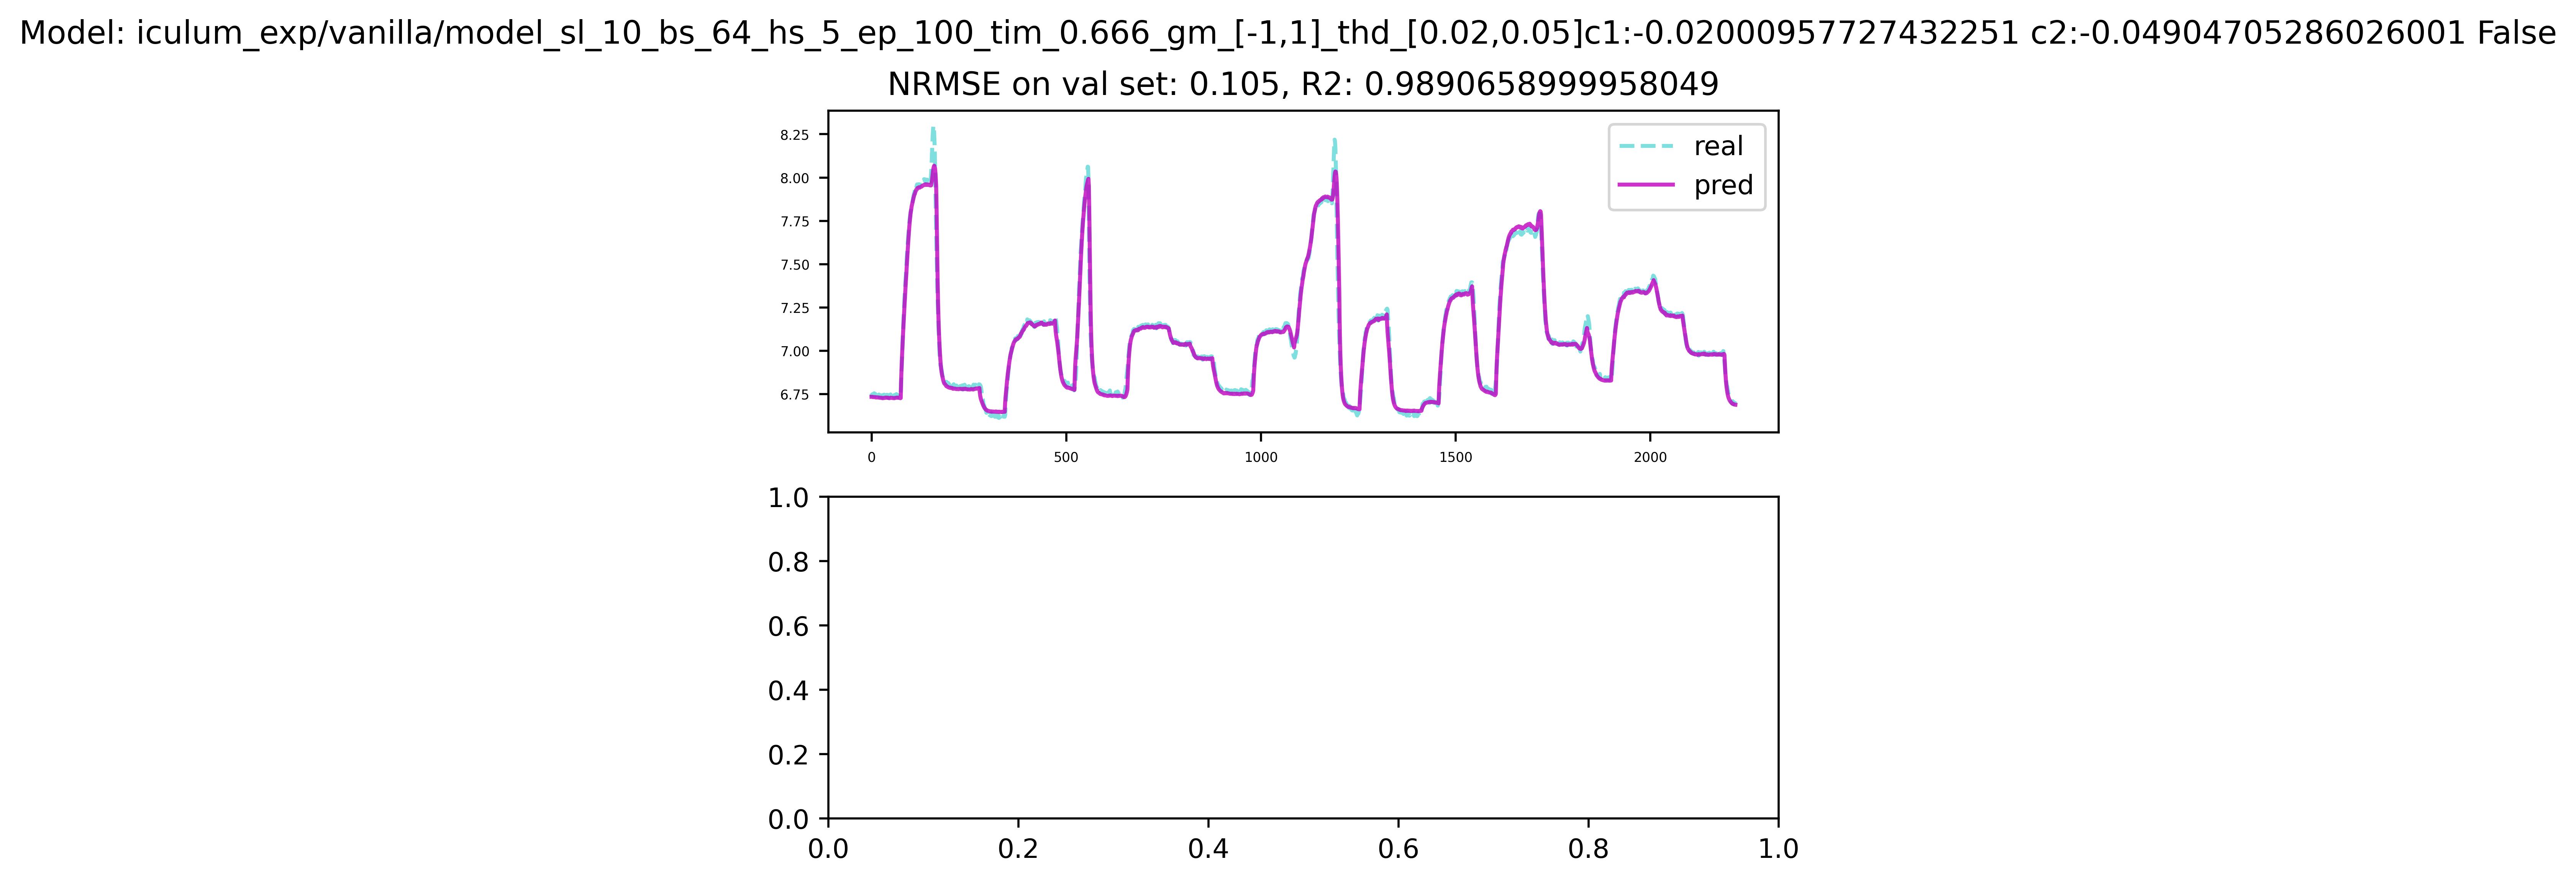 Model: iculum_exp/vanilla/model_sl_10_bs_64_hs_5_ep_100_tim_0.666_gm_[-1,1]_thd_[0.02,0.05]c1:-0.02000957727432251 c2:-0.04904705286026001 False
NRMSE on val set: 0.105, R2: 0.9890658999958049
8.25
8.00
7.75
7.50
7.25
7.00
6.75
real
pred
0 500 1000 1500 2000
1.0
0.8
0.6
0.4
0.2
0.0
0.0 0.2 0.4 0.6 0.8 1.0